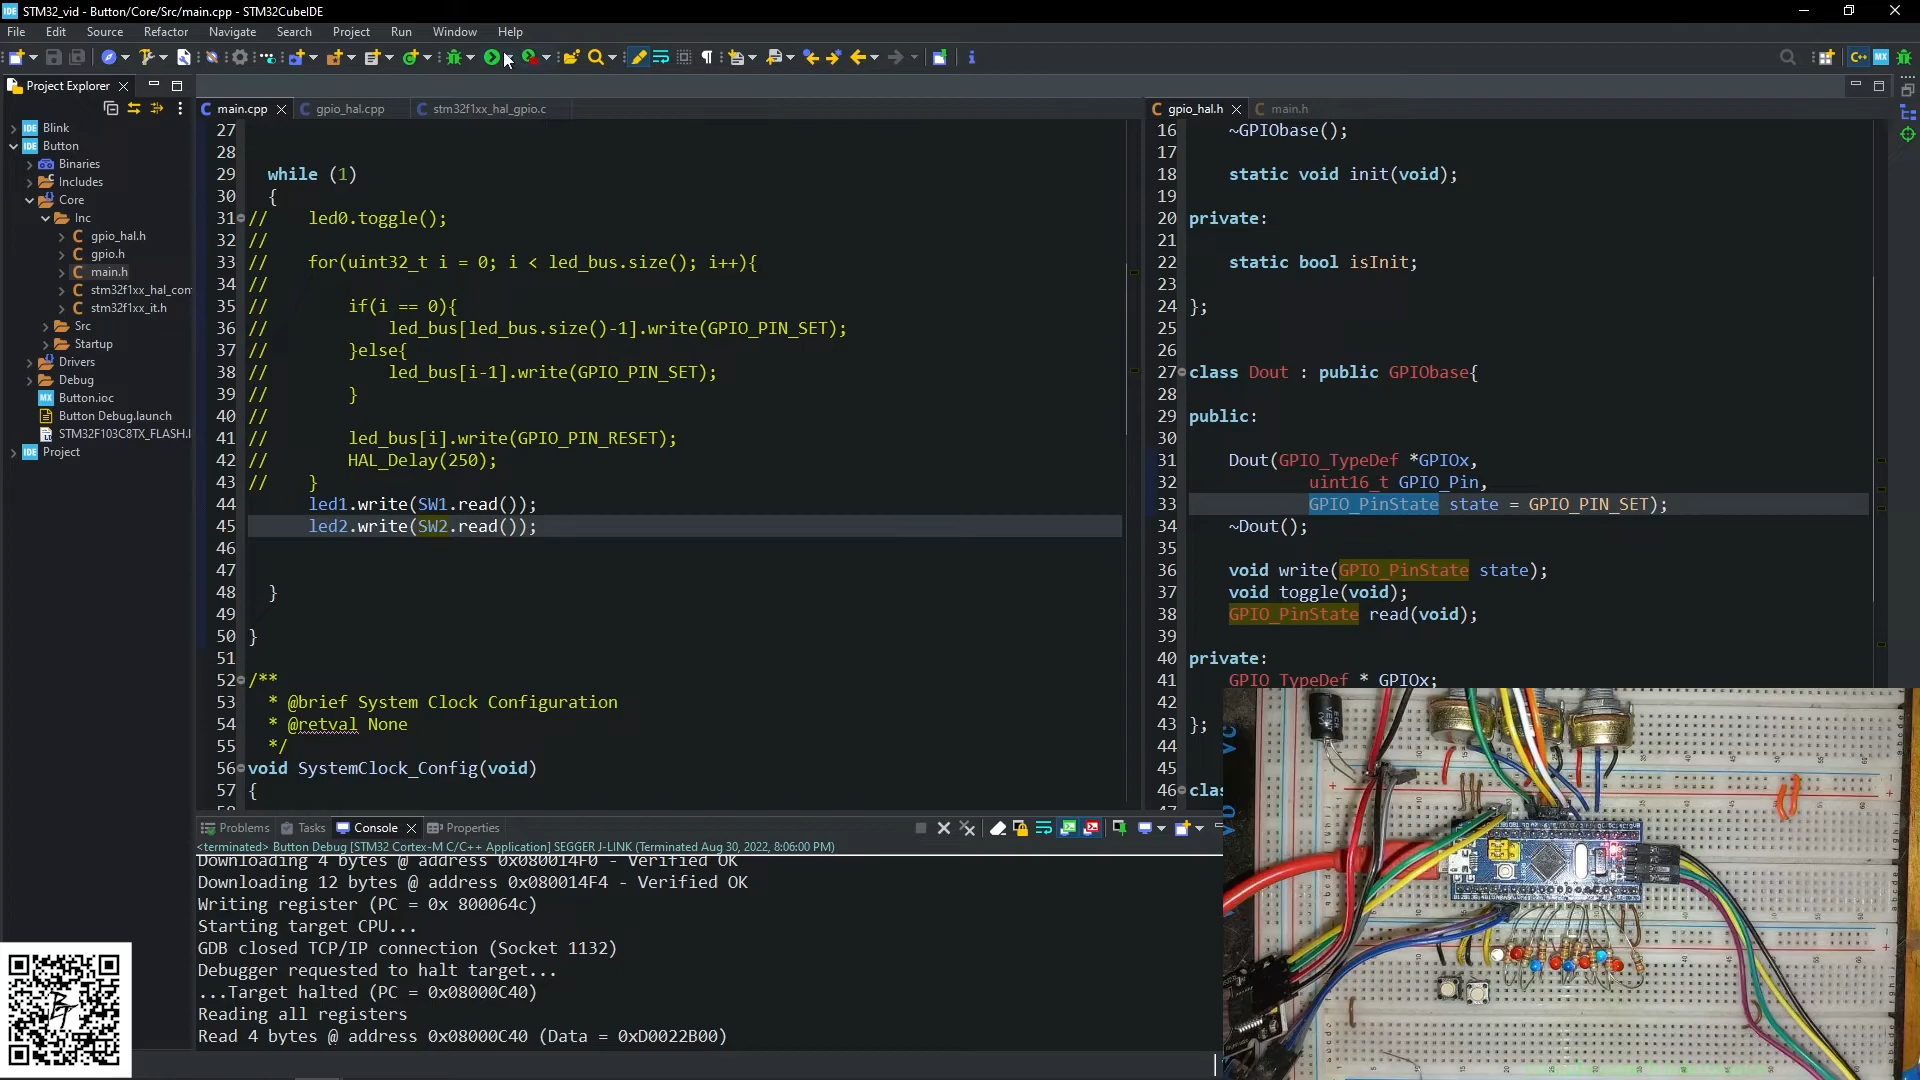 STM32_vid - Button/Core/Src/main.cpp - STM32CubeIDE
File Edit Source Refactor Navigate Search Project Run Window Help
Project Explorer
Blink
Button
Binaries
Includes
Core
Inc
gpio_hal.h
gpio.h
main.h
stm32f1xx_hal_con
stm32f1xx_it.h
Src
Startup
Drivers
Debug
Button.ioc
Button Debug.launch
STM32F103C8TX_FLASH.l
Project
main.cpp gpio_hal.cpp stm32f1xx_hal_gpio.c
27
28
29 while (1)
30 {
31 // led0.toggle();
32 //
33 // for(uint32_t i = 0; i < led_bus.size(); i++){
34 //
35 // if(i == 0){
36 // led_bus[led_bus.size()-1].write(GPIO_PIN_SET);
37 // }else{
38 // led_bus[i-1].write(GPIO_PIN_SET);
39 // }
40 //
41 // led_bus[i].write(GPIO_PIN_RESET);
42 // HAL_Delay(250);
43 // }
44 led1.write(SW1.read());
45 led2.write(SW2.read());
46
47
48 }
49
50 }
51
52 /**
53 * @brief System Clock Configuration
54 * @retval None
55 */
56 void SystemClock_Config(void)
57 {
gpio_hal.h main.h
16 ~GPIObase();
17
18 static void init(void);
19
20 private:
21
22 static bool isInit;
23
24 };
25
26
27 class Dout : public GPIObase{
28
29 public:
30
31 Dout(GPIO_TypeDef *GPIOx,
32 uint16_t GPIO_Pin,
33 GPIO_PinState state = GPIO_PIN_SET);
34 ~Dout();
35
36 void write(GPIO_PinState state);
37 void toggle(void);
38 GPIO_PinState read(void);
39
40 private:
41 GPIO_TypeDef * GPIOx;
42
43 };
44
45
46 clas
Problems Tasks Console Properties
<terminated> Button Debug [STM32 Cortex-M C/C++ Application] SEGGER J-LINK (Terminated Aug 30, 2022, 8:06:00 PM)
Downloading 4 bytes @ address 0x080014F0 - Verified OK
Downloading 12 bytes @ address 0x080014F4 - Verified OK
Writing register (PC = 0x 800064c)
Starting target CPU...
GDB closed TCP/IP connection (Socket 1132)
Debugger requested to halt target...
...Target halted (PC = 0x08000C40)
Reading all registers
Read 4 bytes @ address 0x08000C40 (Data = 0xD0022B00)